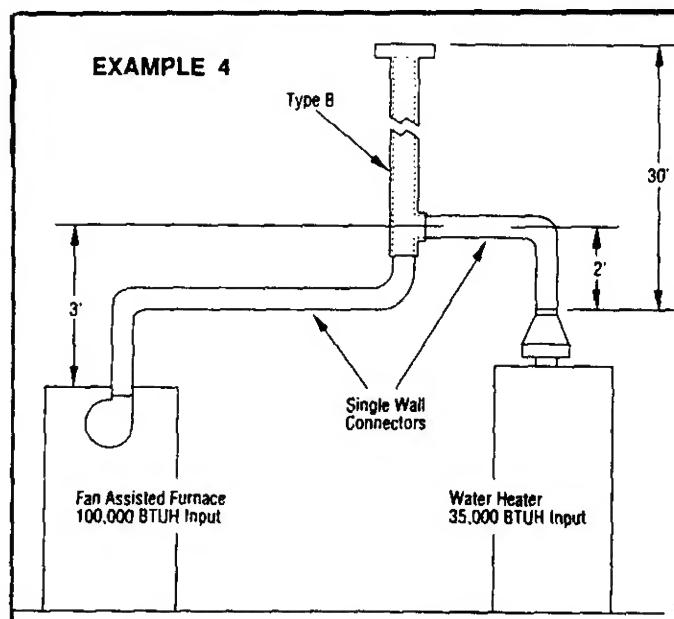 EXAMPLE 4
Type B
30'
2'
3'
Single Wall
Connectors
Fan Assisted Furnace
100,000 BTUH Input
Water Heater
35,000 BTUH Input